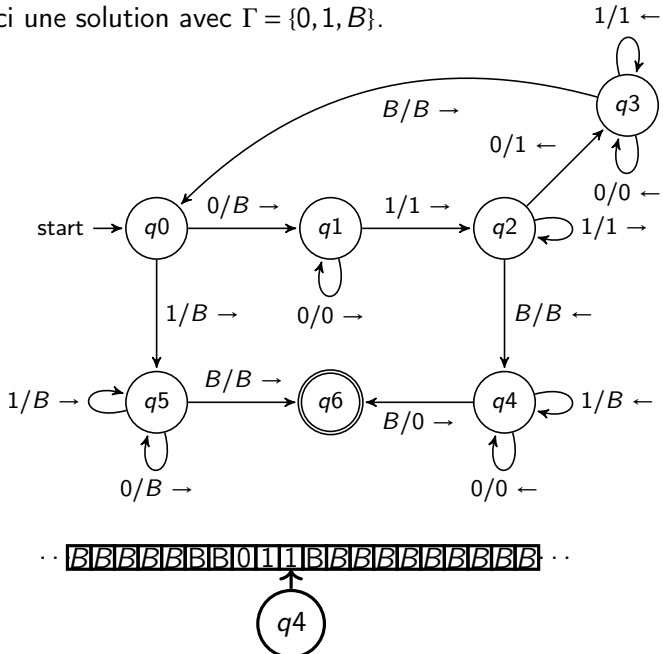 ci une solution avec Γ = {0, 1, B}.
1/1 ←
q3
B/B →
0/1 ←
0/0 ←
start
q0
0/B →
q1
1/1 →
q2
1/1 →
0/0 →
1/B →
B/B ←
1/B →
q5
B/B →
q6
B/0 →
q4
1/B ←
0/B →
0/0 ←
· · BBBBBBB011BBBBBBBBBB· · ·
q4